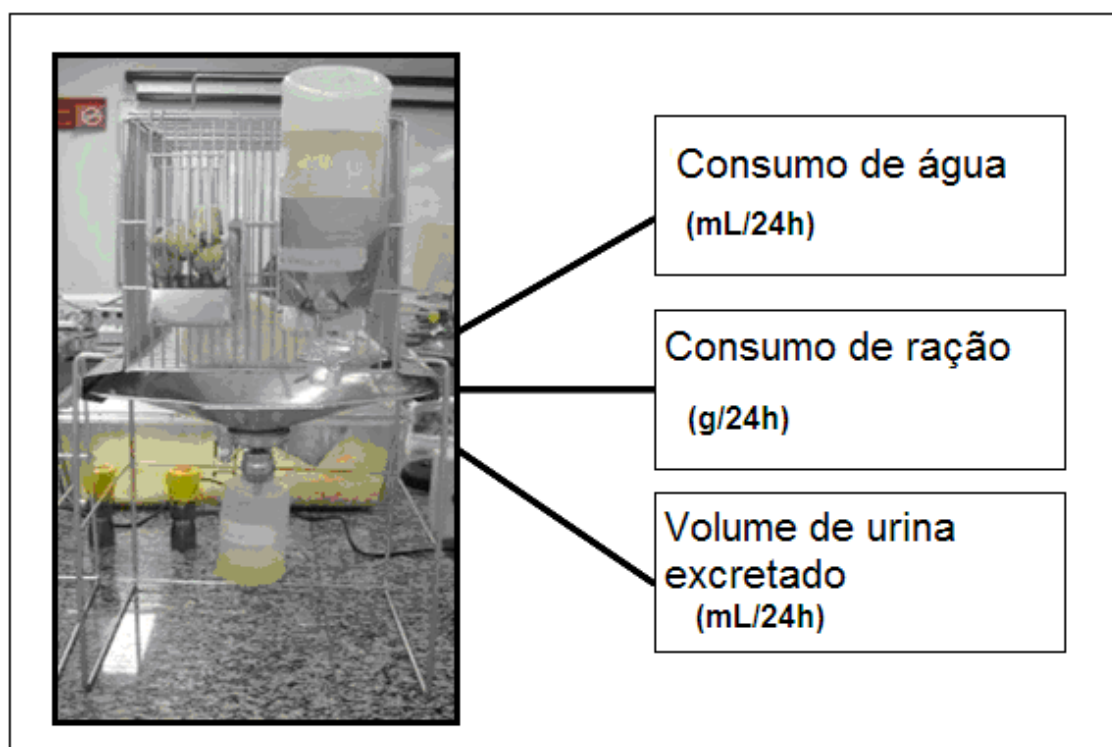 Consumo de água
(mL/24h)
Consumo de ração
(g/24h)
Volume de urina
excretado
(mL/24h)